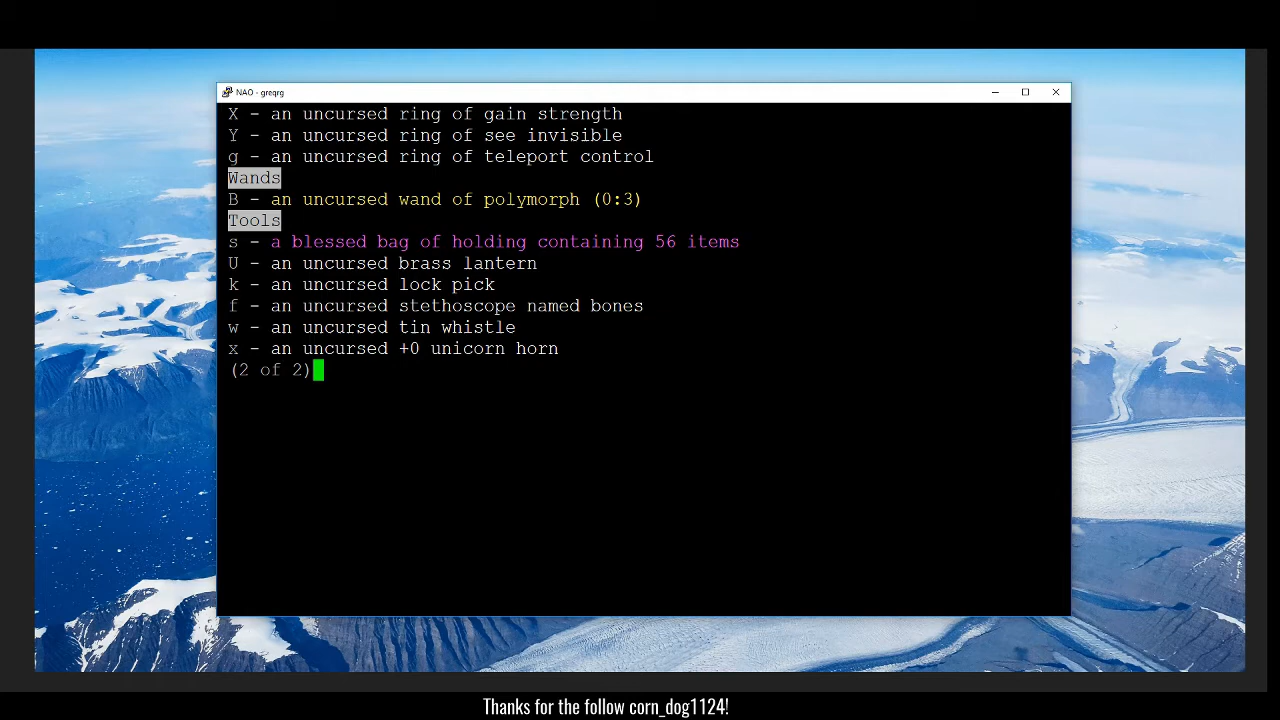 NAO - greqrg
X - an uncursed ring of gain strength
Y - an uncursed ring of see invisible
g - an uncursed ring of teleport control
Wands
B - an uncursed wand of polymorph (0:3)
Tools
s - a blessed bag of holding containing 56 items
U - an uncursed brass lantern
k - an uncursed lock pick
f - an uncursed stethoscope named bones
w - an uncursed tin whistle
x - an uncursed +0 unicorn horn
(2 of 2)
Thanks for the follow corn_dog1124!